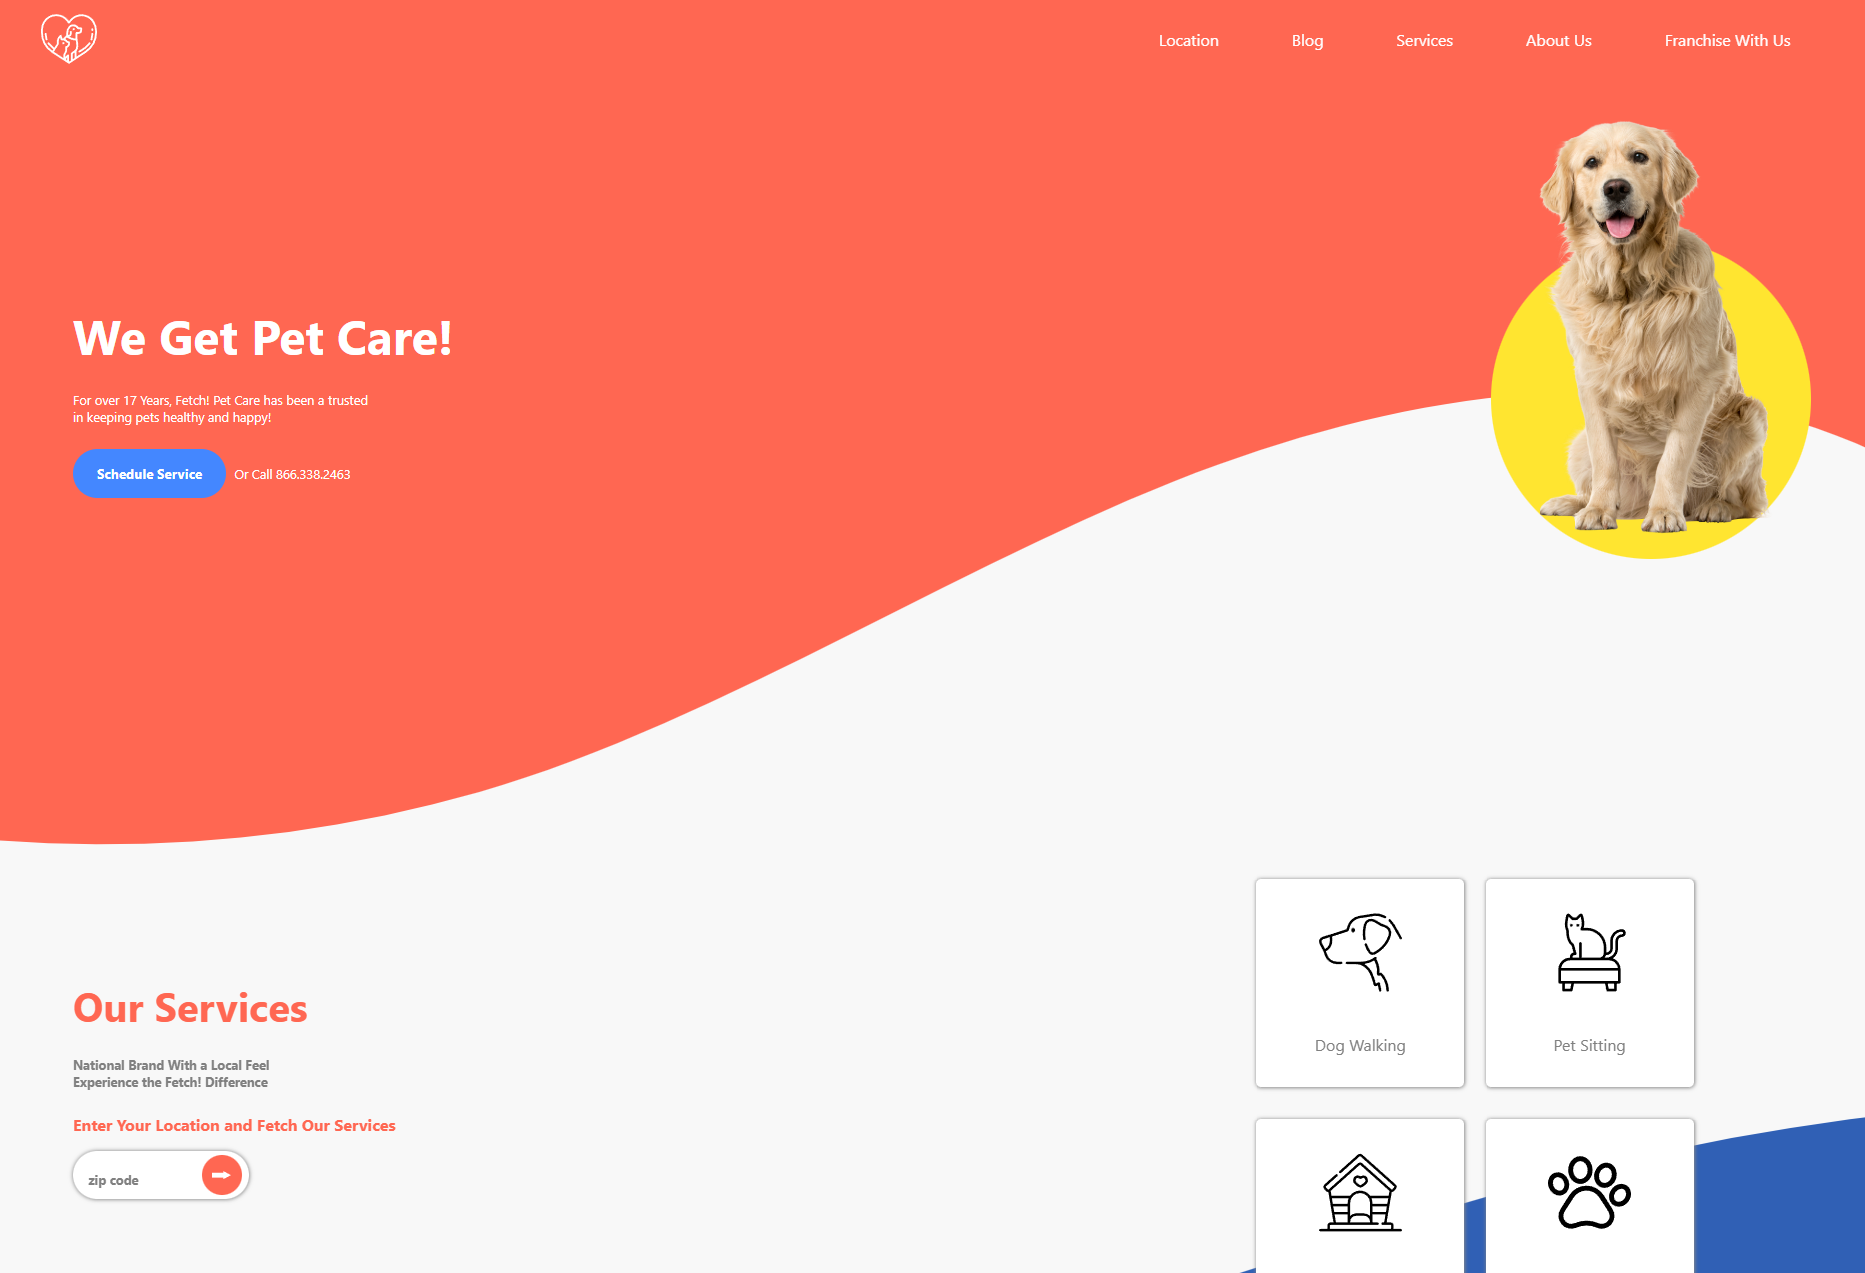 Location
Blog
Services
About Us
Franchise With Us
We Get Pet Care!
For over 17 Years, Fetch! Pet Care has been a trusted
in keeping pets healthy and happy!
Schedule Service
Or Call 866.338.2463
Our Services
National Brand With a Local Feel
Experience the Fetch! Difference
Enter Your Location and Fetch Our Services
zip code
Dog Walking
Pet Sitting